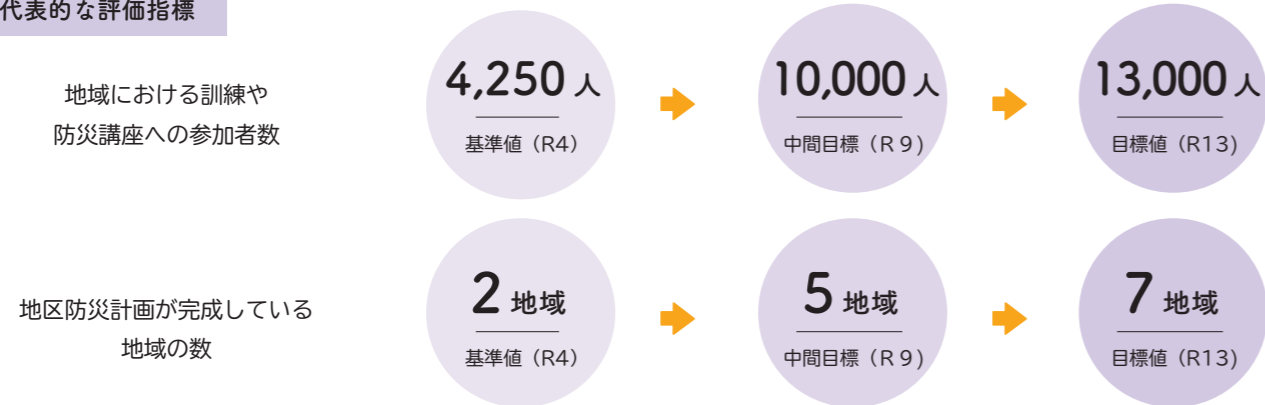 代表的な評価指標
地域における訓練や
防災講座への参加者数
4,250 人
基準値（R4）
10,000 人
中間目標（R９）
13,000 人
目標値（R13）
地区防災計画が完成している
地域の数
2 地域
基準値（R4）
5 地域
中間目標（R９）
7 地域
目標値（R13）